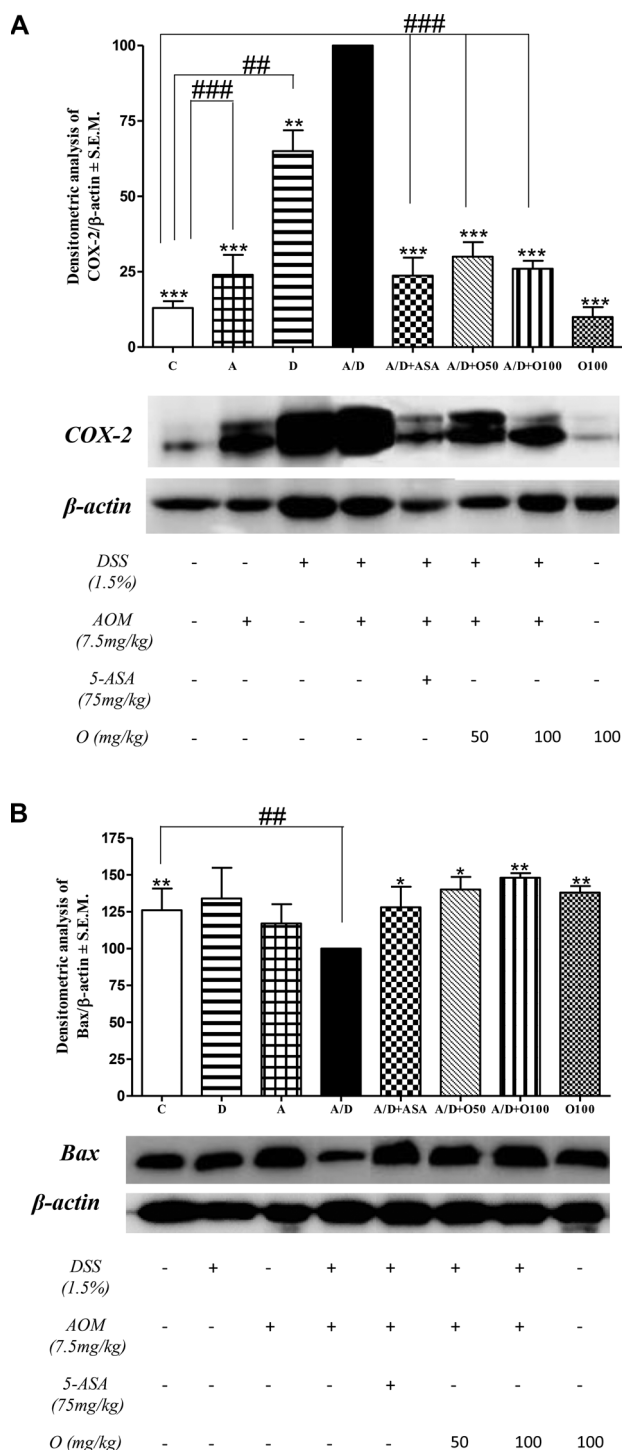 A
Densitometric analysis of
COX-2/β-actin ± S.E.M.
100
75
50
25
0
###
##
###
*** *** ** *** *** *** ***
C A D A/D A/D+ASA A/D+O50 A/D+O100 O100
COX-2
β-actin
DSS
(1.5%)
- - + + + + + -
AOM
(7.5mg/kg)
- + - + + + + -
5-ASA
(75mg/kg)
- - - - + - - -
O (mg/kg) - - - - - 50 100 100
B
Densitometric analysis of
Bax/β-actin ± S.E.M.
175
150
125
100
75
50
25
0
##
** * * ** **
C D A A/D A/D+ASA A/D+O50 A/D+O100 O100
Bax
β-actin
DSS
(1.5%)
- + - + + + + -
AOM
(7.5mg/kg)
- - + + + + + -
5-ASA
(75mg/kg)
- - - - + - - -
O (mg/kg) - - - - - 50 100 100